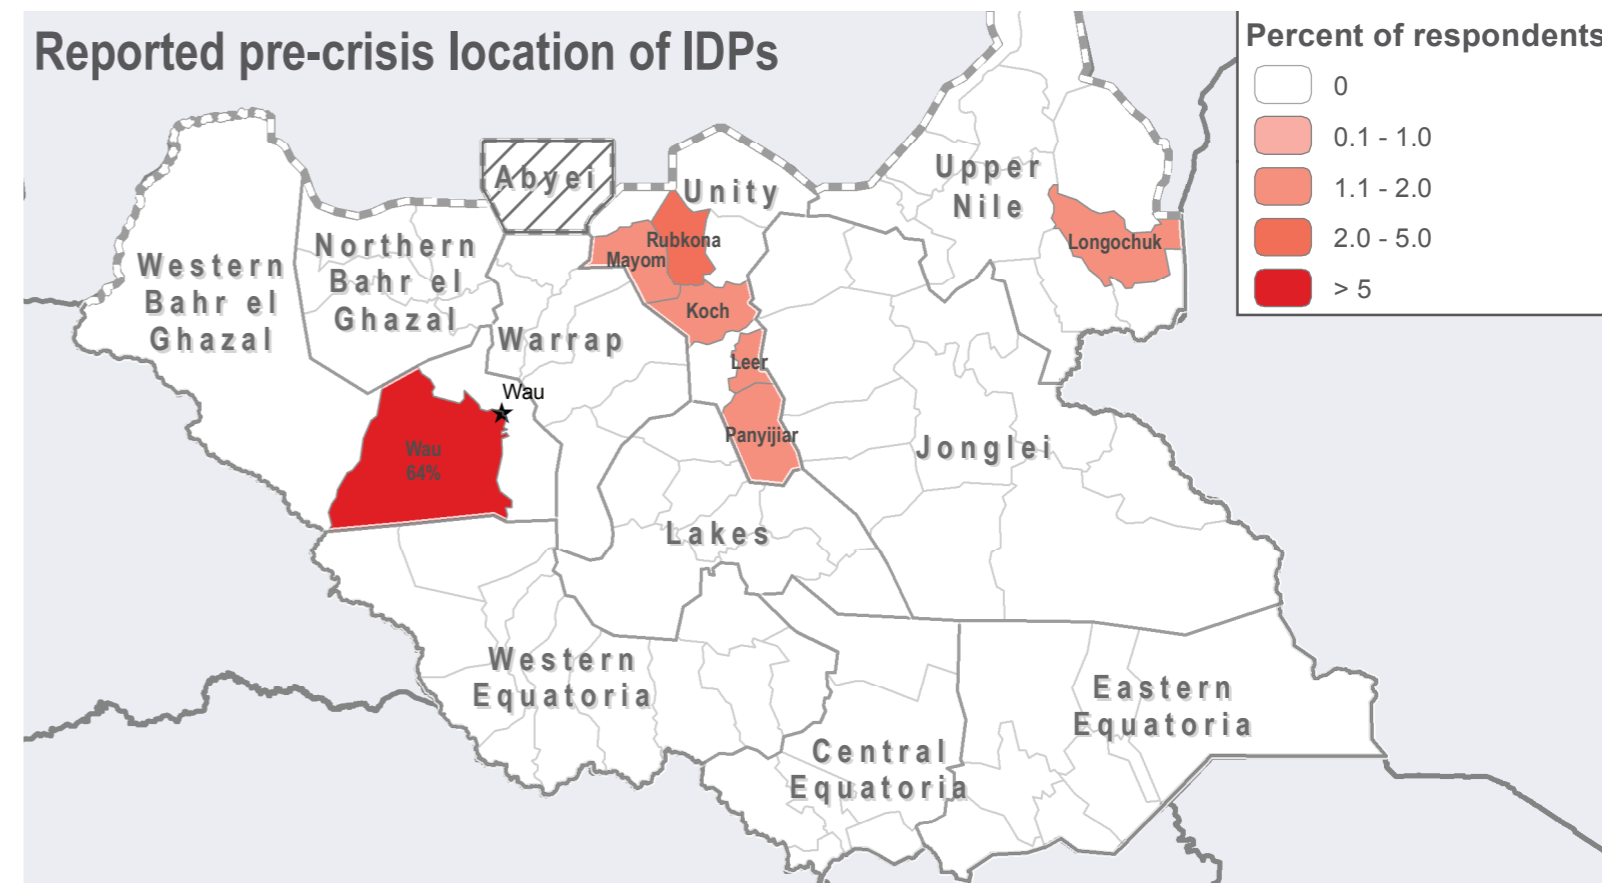 Reported pre-crisis location of IDPs
Percent of respondents
0
0.1 - 1.0
1.1 - 2.0
2.0 - 5.0
> 5
Abyei
Unity
Upper
Nile
Northern
Bahr el
Ghazal
Western
Bahr el
Ghazal
Rubkona
Mayom
Longochuk
Koch
Warrap
Leer
Wau
Panyijiar
Wau
64%
Jonglei
Lakes
Western
Equatoria
Eastern
Equatoria
Central
Equatoria